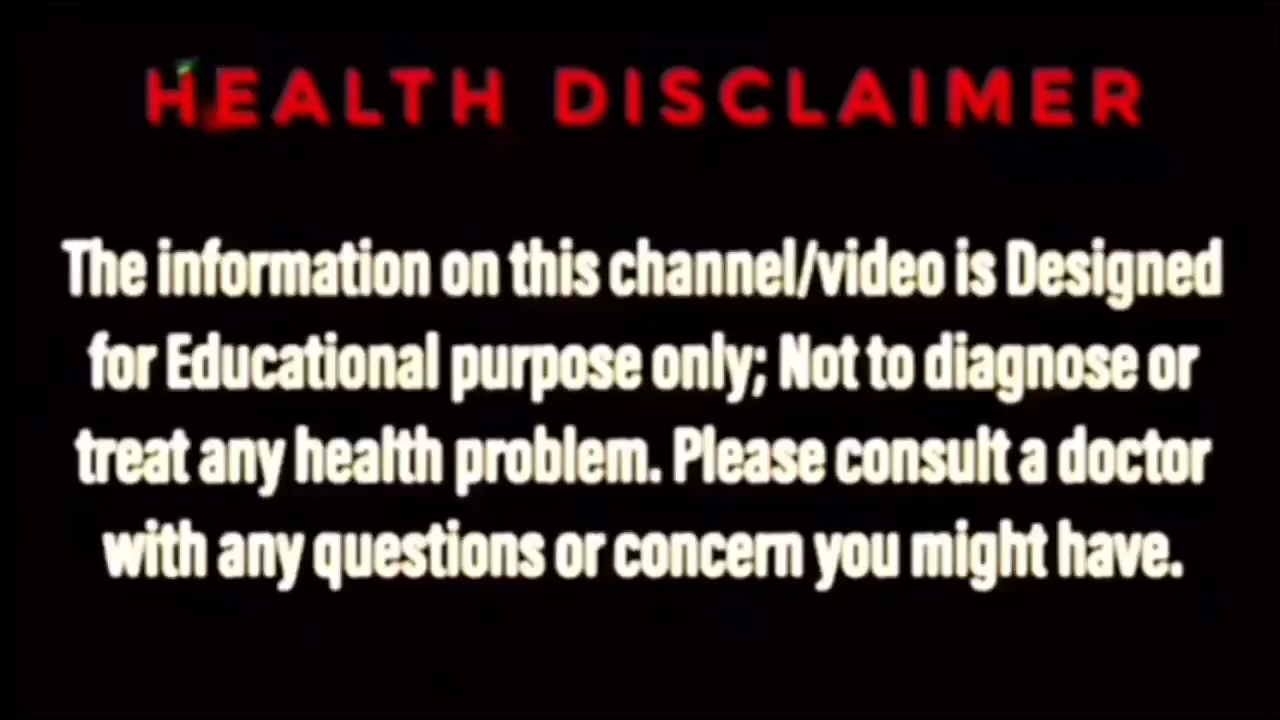 HEALTH DISCLAIMER
The information on this channel/video is Designed
for Educational purpose only; Not to diagnose or
treat any health problem. Please consult a doctor
with any questions or concern you might have.